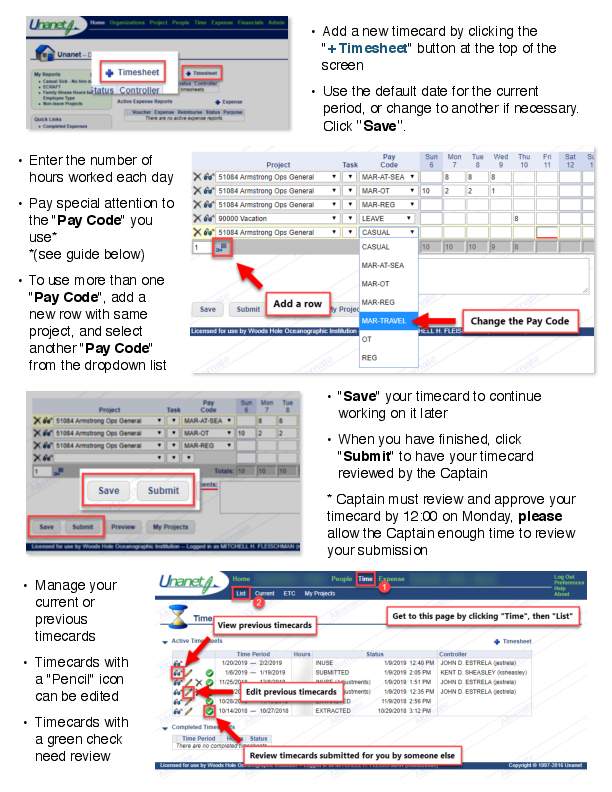 Unanet
Home Organizations Project People Time Expense Financials Admin
Unanet –
My Reports
Casual Sick - No hire d
ECRAFT
Family Illness Hours b
Employee Type
Non-leave Projects
Quick Links
Completed Expenses
+ Timesheet
Status Controller
+ Timesheet
Status Controller
timesheets
Active Expense Reports + Expense
Voucher Expense Reimburse Status Purpose
There are no active expense reports
• Add a new timecard by clicking the
"+Timesheet" button at the top of the
screen
• Use the default date for the current
period, or change to another if necessary.
Click "Save".
• Enter the number of
hours worked each day
• Pay special attention to
the "Pay Code" you
use*
*(see guide below)
• To use more than one
"Pay Code", add a
new row with same
project, and select
another "Pay Code"
from the dropdown list
Project Task Pay Code Sun 6 Mon 7 Tue 8 Wed 9 Thu 10 Fri 11 Sat 12 Sun
51084 Armstrong Ops General MAR-AT-SEA 8 8 8
51084 Armstrong Ops General MAR-OT 10 2 2 1
51084 Armstrong Ops General MAR-REG
90000 Vacation LEAVE 8
51084 Armstrong Ops General CASUAL
1 10 10 10 9 8
CASUAL
MAR-AT-SEA
MAR-OT
MAR-REG
MAR-TRAVEL
OT
REG
Add a row
Change the Pay Code
Save Submit My Projec
Licensed for use by Woods Hole Oceanographic Institution
Project Task Pay Code Sun 6 Mon 7 Tue 8
51084 Armstrong Ops General MAR-AT-SEA 8 8
51084 Armstrong Ops General MAR-OT 10 2 2
51084 Armstrong Ops General MAR-REG
1 Totals: 10 10 10
Save Submit
Save Submit Preview My Projects
Licensed for use by Woods Hole Oceanographic Institution -- Logged in as MITCHELL H. FLEISCHMAN
• "Save" your timecard to continue
working on it later
• When you have finished, click
"Submit" to have your timecard
reviewed by the Captain
* Captain must review and approve your
timecard by 12:00 on Monday, please
allow the Captain enough time to review
your submission
• Manage your
current or
previous
timecards
• Timecards with
a "Pencil" icon
can be edited
• Timecards with
a green check
need review
Unanet
Home People Time Expense
List Current ETC My Projects
1
2
Log Out
Preferences
Help
About
Get to this page by clicking "Time", then "List"
Time
View previous timecards
Active Timesheets + Timesheet
Time Period Hours Status Controller
1/20/2019 — 2/2/2019 INUSE 1/9/2019 12:40 PM JOHN D. ESTRELA (jestrela)
1/6/2019 — 1/19/2019 SUBMITTED 1/9/2019 2:05 PM KENT D. SHEASLEY (ksheasley)
1/9/2019 1:51 PM JOHN D. ESTRELA (jestrela)
1/9/2019 12:35 PM JOHN D. ESTRELA (jestrela)
11/9/2018 2:56 PM
10/14/2018 — 10/27/2018 EXTRACTED 10/29/2018 3:12 PM
Edit previous timecards
Completed Timesheets
Time Period Hours Status
There are no completed timesheets
Review timecards submitted for you by someone else
Licensed for use by Woods Hole Oceanographic
Copyright © 1997-2016 Unanet